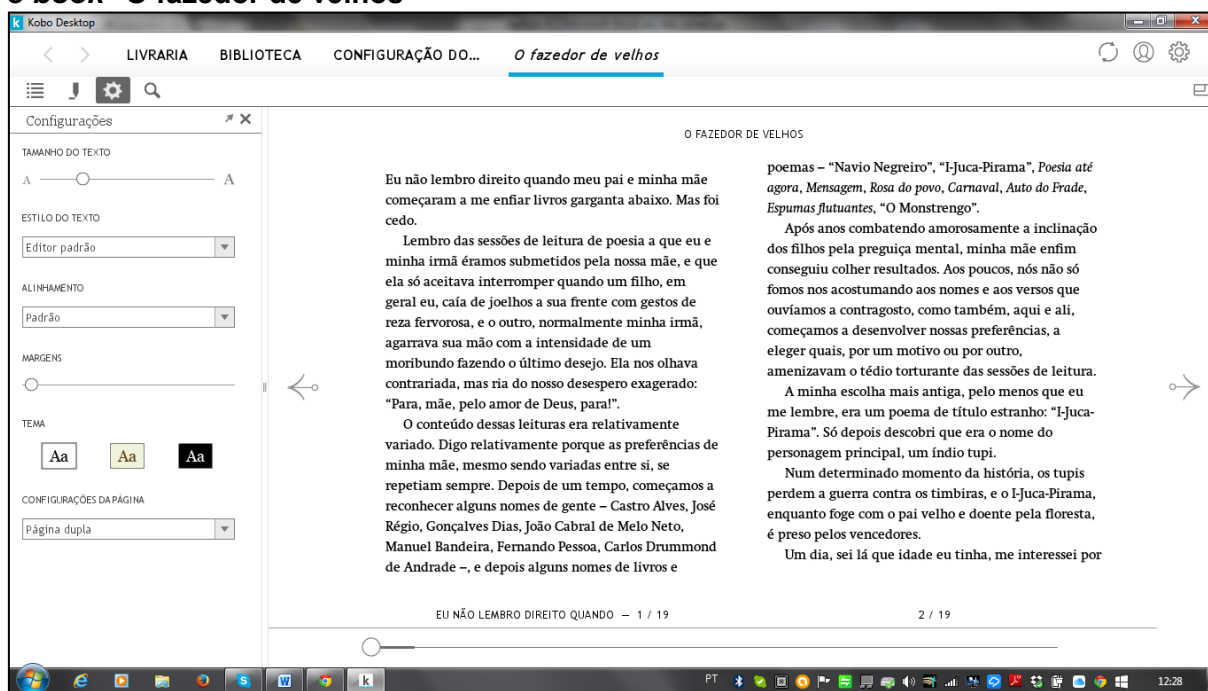 e-book "O fazedor de velhos"
Kobo Desktop
LIVRARIA BIBLIOTECA CONFIGURAÇÃO DO... O fazedor de velhos
Configurações
TAMANHO DO TEXTO
A A
ESTILO DO TEXTO
Editor padrão
ALINHAMENTO
Padrão
MARGENS
TEMA
Aa Aa Aa
CONFIGURAÇÕES DA PÁGINA
Página dupla
O FAZEDOR DE VELHOS
Eu não lembro direito quando meu pai e minha mãe
começaram a me enfiar livros garganta abaixo. Mas foi
cedo.
Lembro das sessões de leitura de poesia a que eu e
minha irmã éramos submetidos pela nossa mãe, e que
ela só aceitava interromper quando um filho, em
geral eu, caía de joelhos a sua frente com gestos de
reza fervorosa, e o outro, normalmente minha irmã,
agarrava sua mão com a intensidade de um
moribundo fazendo o último desejo. Ela nos olhava
contrariada, mas ria do nosso desespero exagerado:
“Para, mãe, pelo amor de Deus, para!”.
O conteúdo dessas leituras era relativamente
variado. Digo relativamente porque as preferências de
minha mãe, mesmo sendo variadas entre si, se
repetiam sempre. Depois de um tempo, começamos a
reconhecer alguns nomes de gente – Castro Alves, José
Régio, Gonçalves Dias, João Cabral de Melo Neto,
Manuel Bandeira, Fernando Pessoa, Carlos Drummond
de Andrade –, e depois alguns nomes de livros e
EU NÃO LEMBRO DIREITO QUANDO – 1 / 19
poemas – “Navio Negreiro”, “I-Juca-Pirama”, Poesia até
agora, Mensagem, Rosa do povo, Carnaval, Auto do Frade,
Espumas flutuantes, “O Monstrengo”.
Após anos combatendo amorosamente a inclinação
dos filhos pela preguiça mental, minha mãe enfim
conseguiu colher resultados. Aos poucos, nós não só
fomos nos acostumando aos nomes e aos versos que
ouvíamos a contragosto, como também, aqui e ali,
começamos a desenvolver nossas preferências, a
eleger quais, por um motivo ou por outro,
amenizavam o tédio torturante das sessões de leitura.
A minha escolha mais antiga, pelo menos que eu
me lembre, era um poema de título estranho: “I-Juca-
Pirama”. Só depois descobri que era o nome do
personagem principal, um índio tupi.
Num determinado momento da história, os tupis
perdem a guerra contra os timbiras, e o I-Juca-Pirama,
enquanto foge com o pai velho e doente pela floresta,
é preso pelos vencedores.
Um dia, sei lá que idade eu tinha, me interessei por
2 / 19
PT 12:28